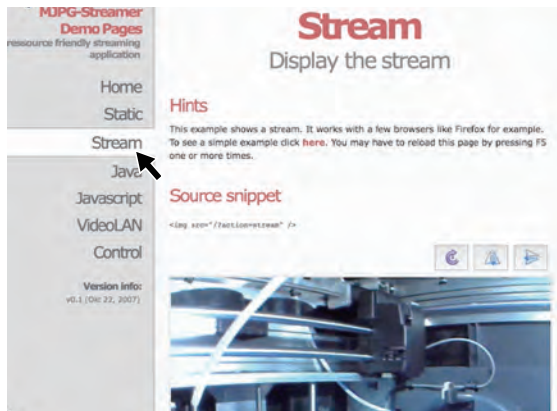 MJPG-Streamer
Demo Pages
ressource friendly streaming
application
Home
Static
Stream
Java
Javascript
VideoLAN
Control
Version info:
v0.1 (Okt 22, 2007)
Stream
Display the stream
Hints
This example shows a stream. It works with a few browsers like Firefox for example.
To see a simple example click here. You may have to reload this page by pressing F5
one or more times.
Source snippet
<img src="/?action=stream" />